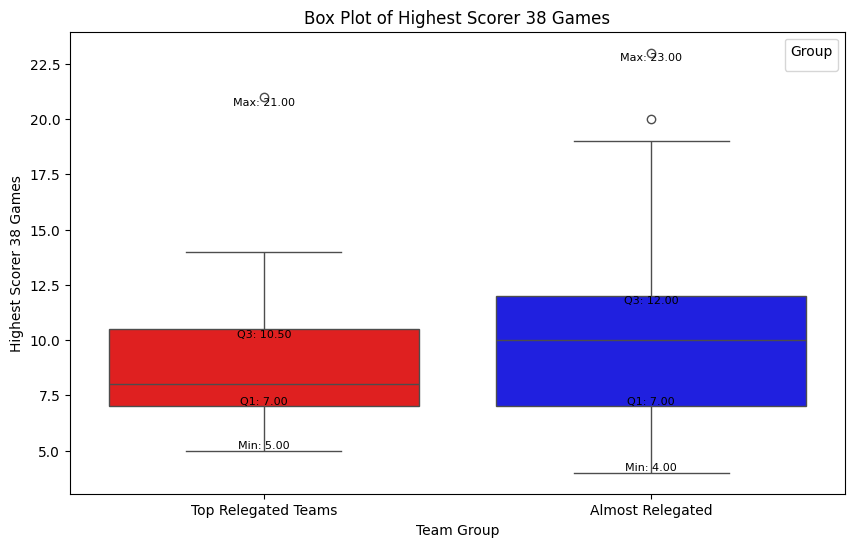 Box Plot of Highest Scorer 38 Games
Group
Max: 23.00
Max: 21.00
22.5
20.0
17.5
15.0
12.5
10.0
7.5
5.0
Highest Scorer 38 Games
Q3: 12.00
Q3: 10.50
Q1: 7.00
Q1: 7.00
Min: 5.00
Min: 4.00
Top Relegated Teams
Almost Relegated
Team Group